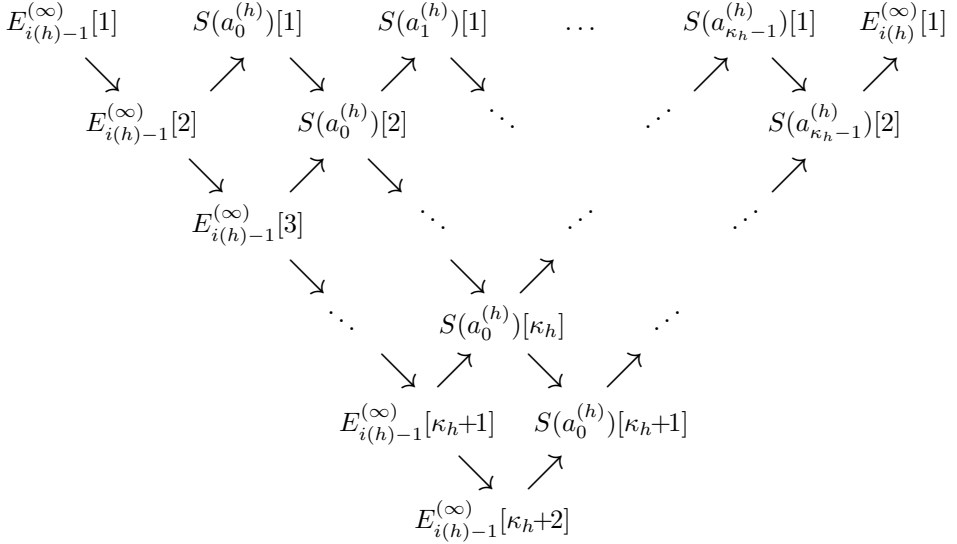 E_{i(h)−1}^{(∞)}[1] S(a_0^{(h)})[1] S(a_1^{(h)})[1] … S(a_{κ_h−1}^{(h)})[1] E_{i(h)}^{(∞)}[1]
E_{i(h)−1}^{(∞)}[2] S(a_0^{(h)})[2] ⋱ ⋰ S(a_{κ_h−1}^{(h)})[2]
E_{i(h)−1}^{(∞)}[3] ⋱ ⋰ ⋰
⋱ S(a_0^{(h)})[κ_h] ⋰
E_{i(h)−1}^{(∞)}[κ_h+1] S(a_0^{(h)})[κ_h+1]
E_{i(h)−1}^{(∞)}[κ_h+2]